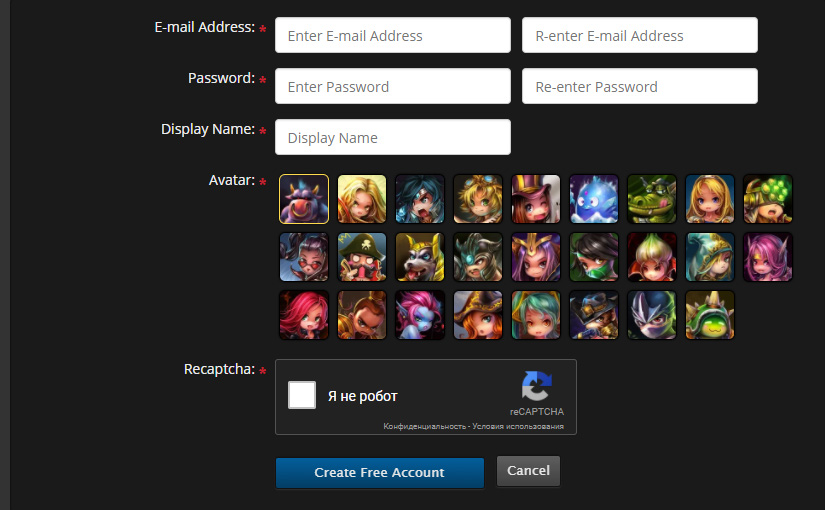 E-mail Address: *
Enter E-mail Address
R-enter E-mail Address
Password: *
Enter Password
Re-enter Password
Display Name: *
Display Name
Avatar: *
Recaptcha: *
Я не робот
reCAPTCHA
Конфиденциальность - Условия использования
Create Free Account
Cancel